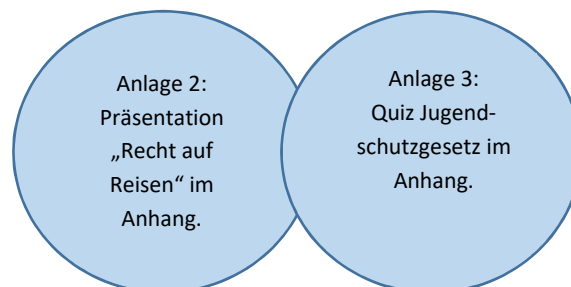 Anlage 2:
Präsentation
„Recht auf
Reisen“ im
Anhang.
Anlage 3:
Quiz Jugend-
schutzgesetz im
Anhang.